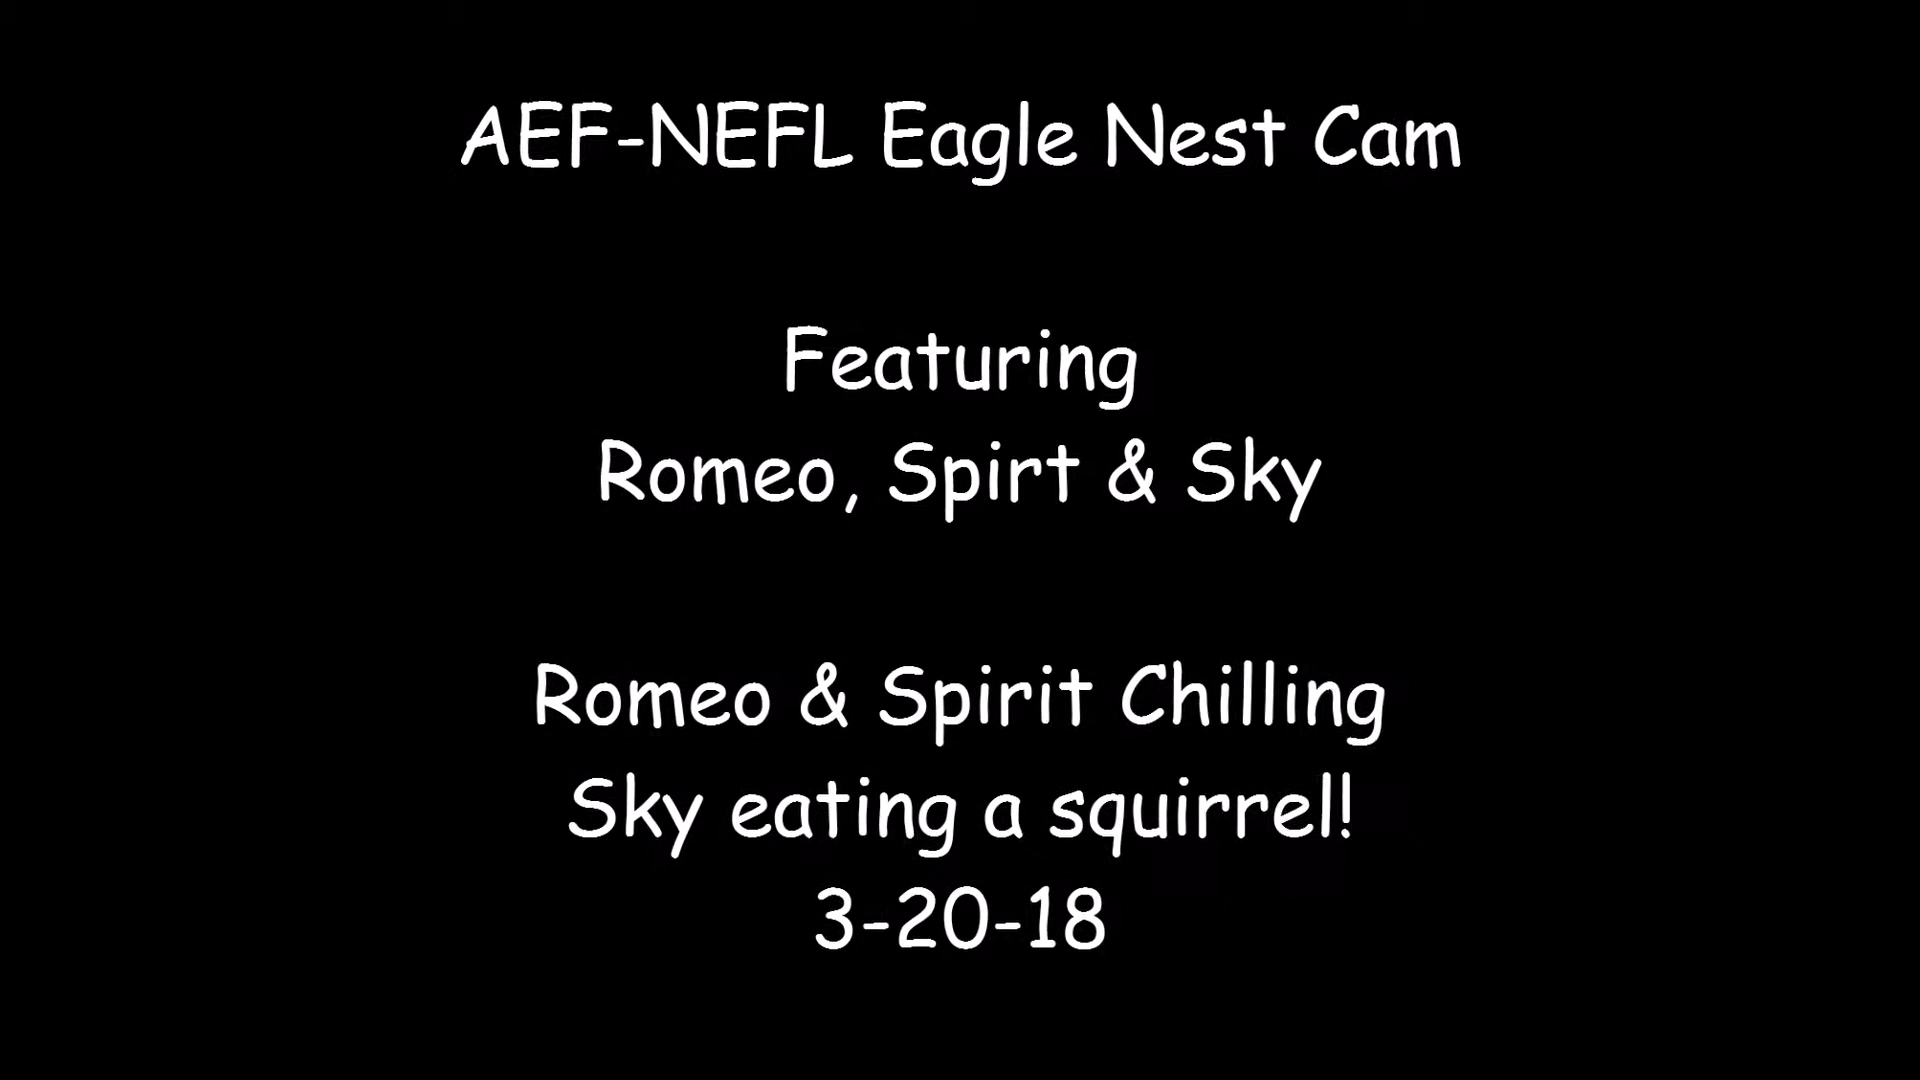 AEF-NEFL Eagle Nest Cam
Featuring
Romeo, Spirt & Sky
Romeo & Spirit Chilling
Sky eating a squirrel!
3-20-18